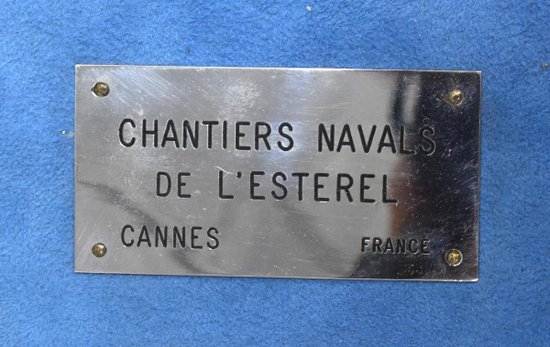 CHANTIERS NAVALS
DE L'ESTEREL
CANNES FRANCE